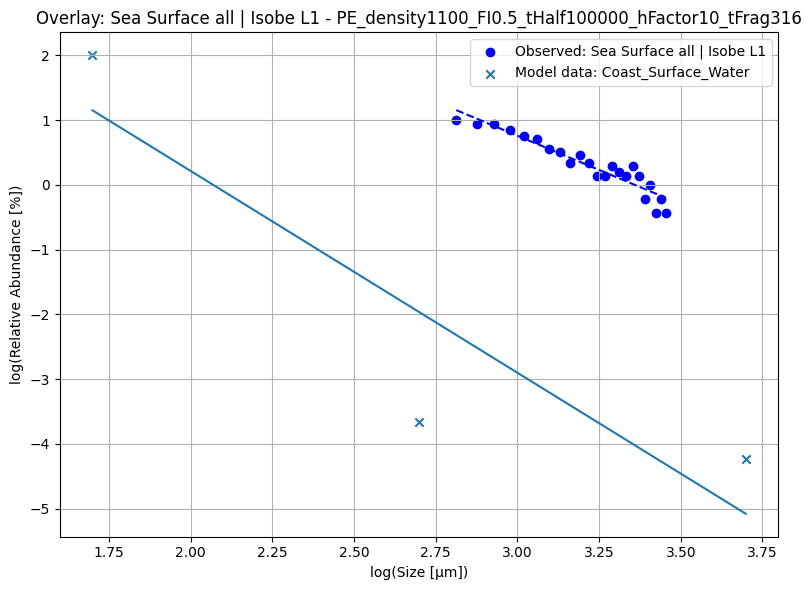 Overlay: Sea Surface all | Isobe L1 - PE_density1100_FI0.5_tHalf100000_hFactor10_tFrag316
Observed: Sea Surface all | Isobe L1
Model data: Coast_Surface_Water
log(Relative Abundance [%])
2
1
0
−1
−2
−3
−4
−5
1.75 2.00 2.25 2.50 2.75 3.00 3.25 3.50 3.75
log(Size [µm])